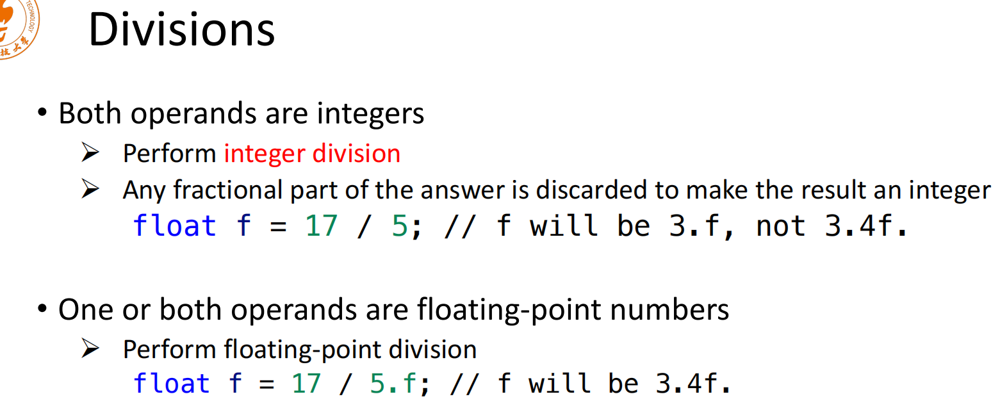 TECHNOLOGY
技大學
Divisions
• Both operands are integers
➢ Perform integer division
➢ Any fractional part of the answer is discarded to make the result an integer
float f = 17 / 5; // f will be 3.f, not 3.4f.
• One or both operands are floating-point numbers
➢ Perform floating-point division
float f = 17 / 5.f; // f will be 3.4f.